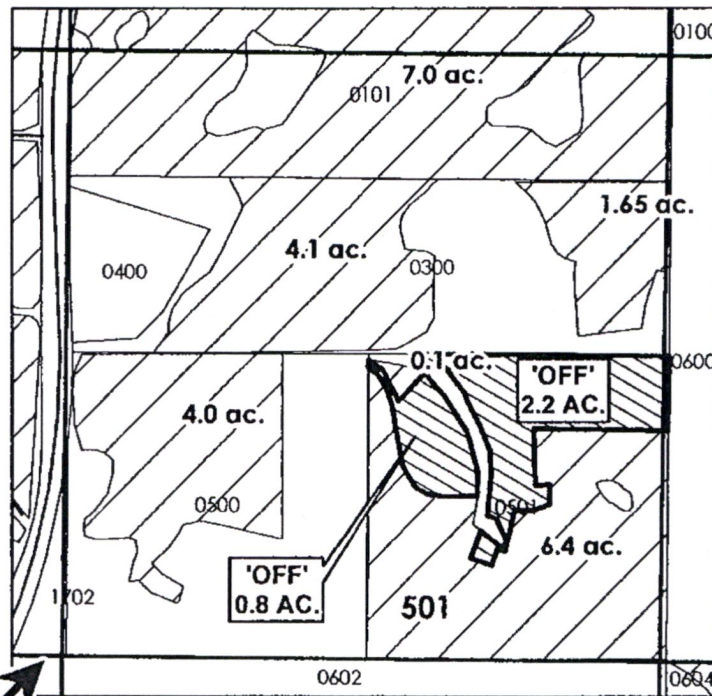 0100
7.0 ac.
0101
1.65 ac.
4.1 ac.
0400
0300
0.1 ac.
0600
'OFF'
2.2 AC.
4.0 ac.
0500
0501
6.4 ac.
'OFF'
0.8 AC.
501
1702
0602
0604